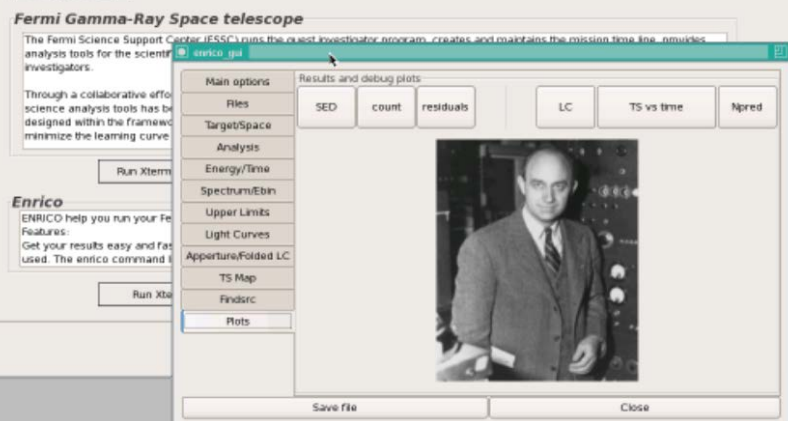 Fermi Gamma-Ray Space telescope
The Fermi Science Support Center (FSSC) runs the guest investigator program, creates and maintains the mission time line, provides
analysis tools for the scientif
investigators.
Through a collaborative effo
science analysis tools has be
designed within the framewo
minimize the learning curve
Run Xterm
Enrico
ENRICO help you run your Fe
Features:
Get your results easy and fas
used. The enrico command l
Run Xte
enrico_gui
Main options
Files
Target/Space
Analysis
Energy/Time
Spectrum/Ebin
Upper Limits
Light Curves
Apperture/Folded LC
TS Map
Findsrc
Plots
Results and debug plots
SED count residuals LC TS vs time Npred
Save file Close